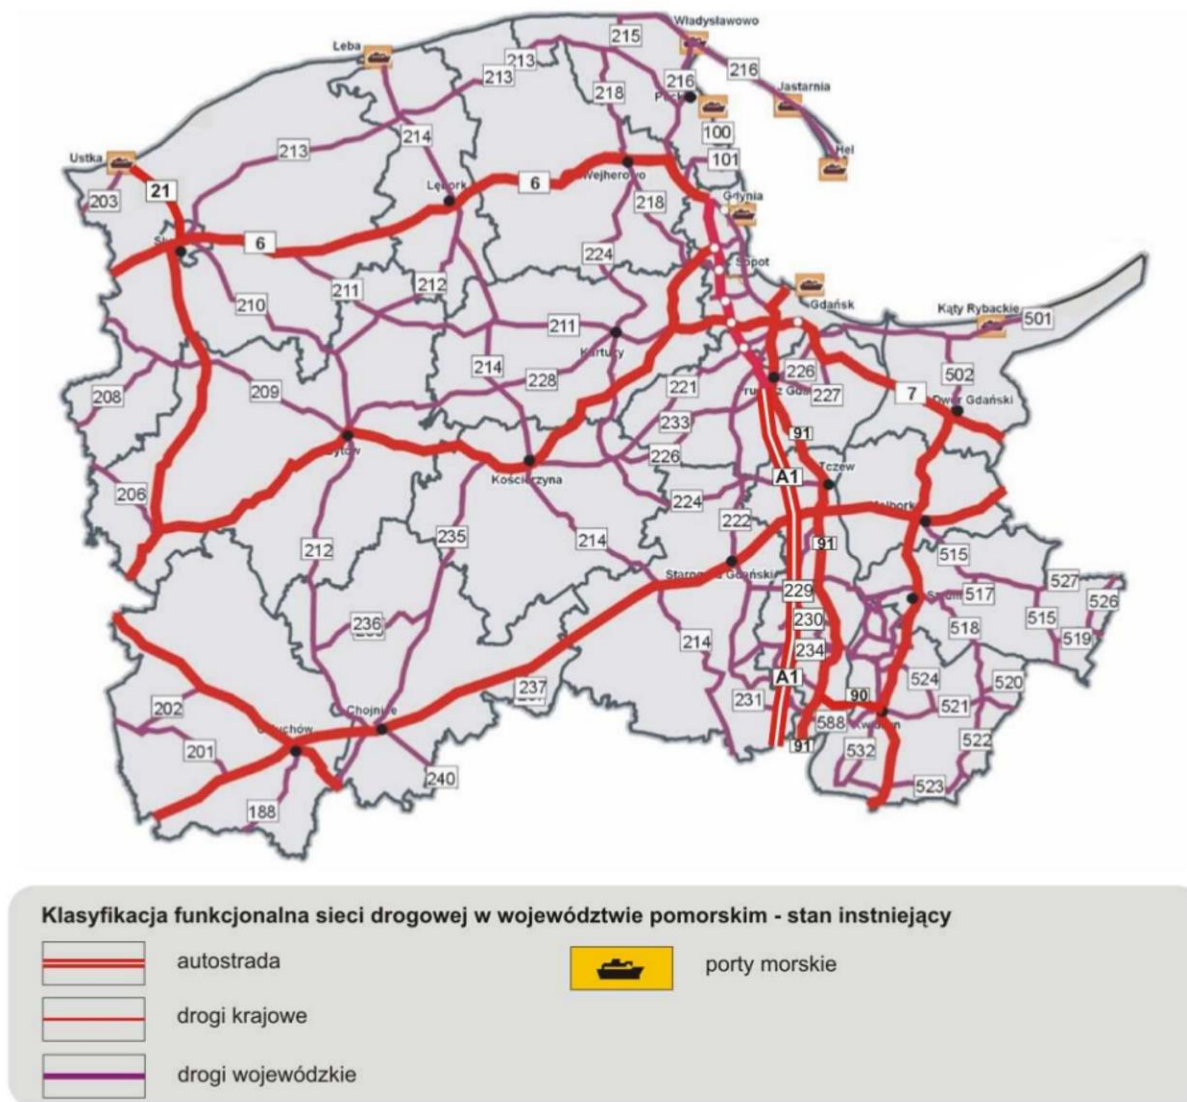 Władysławowo
215
Łeba
213
216
213
216
Jastarnia
218
100
214
213
101
Hel
Ustka
Wejherowo
21
6
203
Lębork
218
Gdynia
6
224
Sopot
212
211
Gdańsk
210
Kąty Rybackie
501
211
Kartuzy
214
502
228
221
226
209
227
7
208
Dwór Gdański
233
91
226
Kościerzyna
Tczew
A1
206
224
222
235
214
91
212
515
Starogard Gdański
229
527
517
526
515
236
230
518
519
214
234
A1
524
520
237
231
90
202
Chojnice
521
588
201
522
532
91
240
523
188
Klasyfikacja funkcjonalna sieci drogowej w województwie pomorskim - stan instniejący
autostrada
porty morskie
drogi krajowe
drogi wojewódzkie